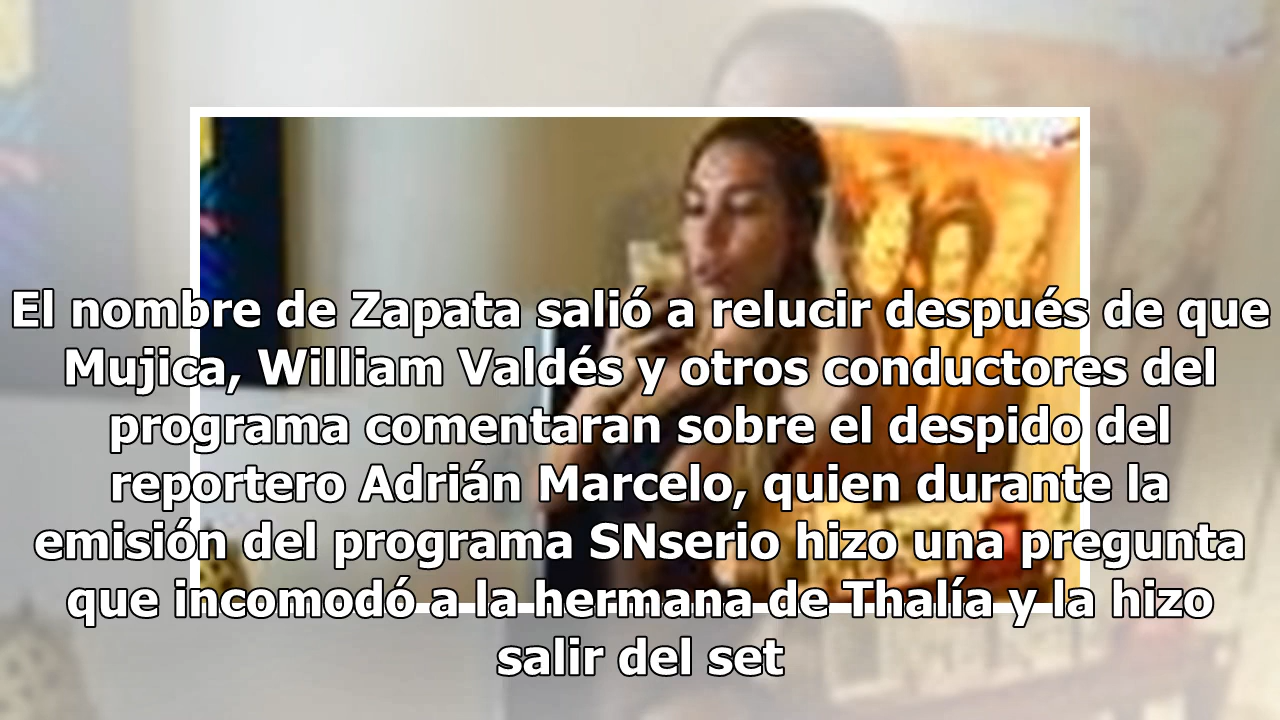 El nombre de Zapata salió a relucir después de que
Mujica, William Valdés y otros conductores del
programa comentaran sobre el despido del
reportero Adrián Marcelo, quien durante la
emisión del programa SNserio hizo una pregunta
que incomodó a la hermana de Thalía y la hizo
salir del set